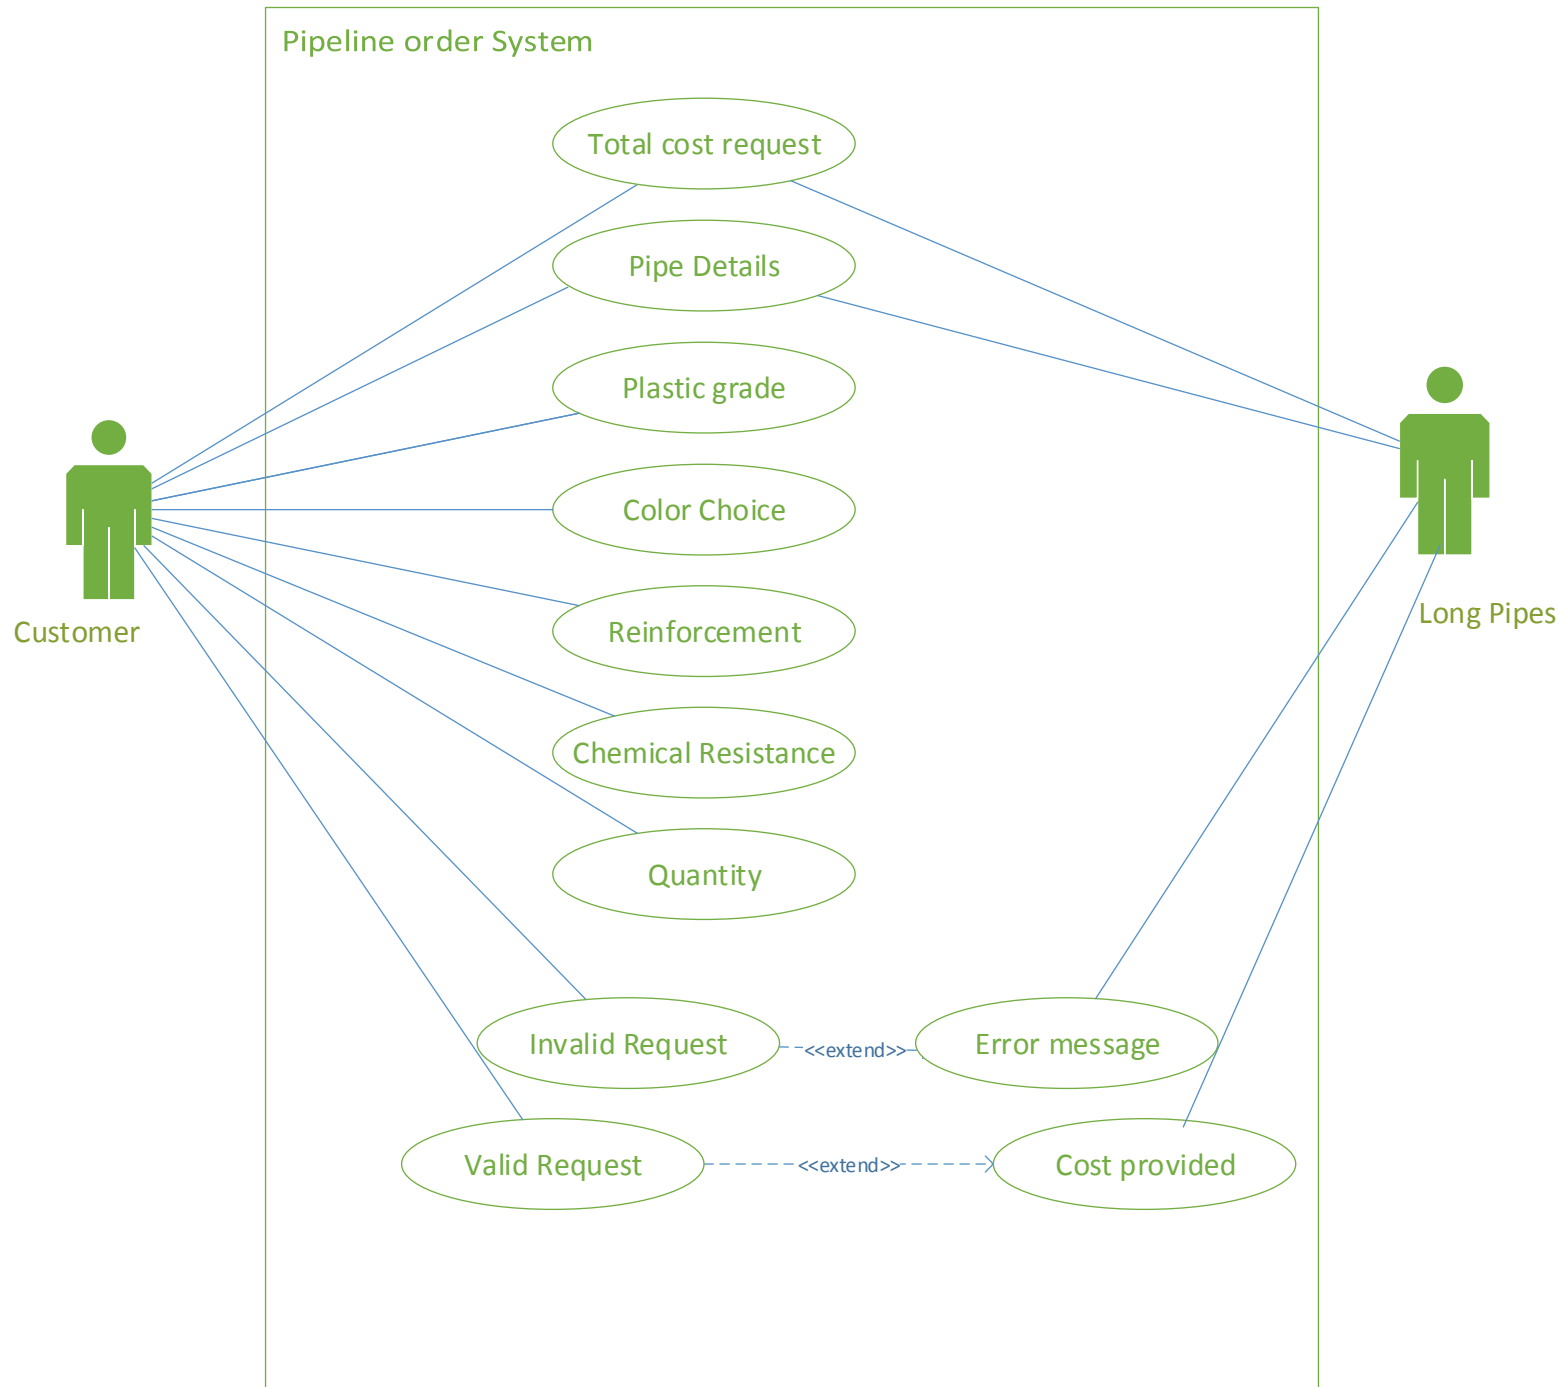 Pipeline order System
Total cost request
Pipe Details
Plastic grade
Color Choice
Reinforcement
Customer
Long Pipes
Chemical Resistance
Quantity
Invalid Request
<<extend>>
Error message
Valid Request
<<extend>>
Cost provided